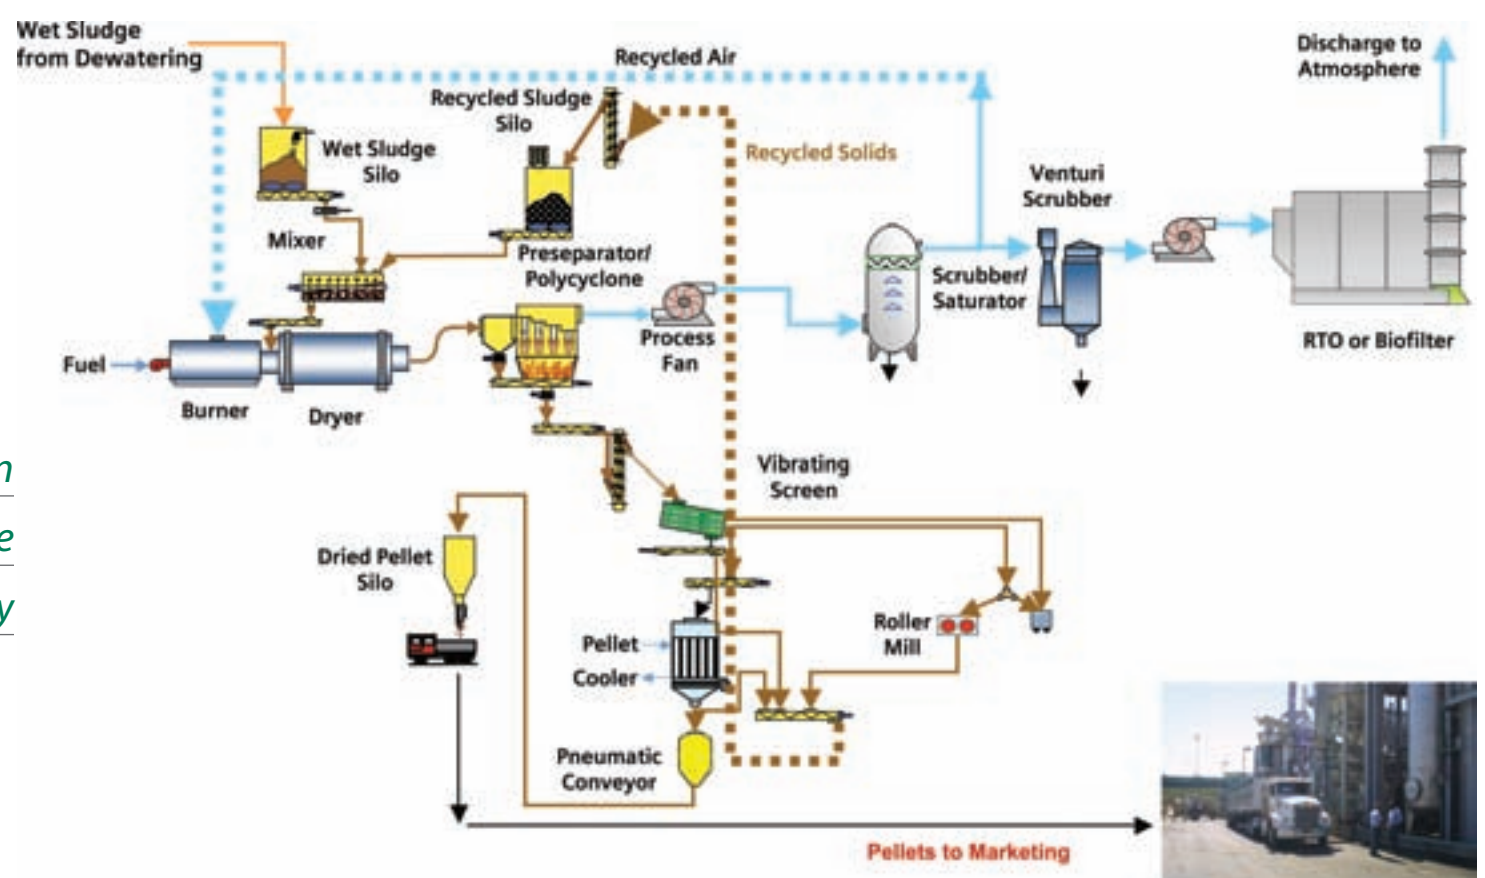 Wet Sludge
from Dewatering
Recycled Air
Discharge to
Atmosphere
Recycled Sludge
Silo
Wet Sludge
Silo
Recycled Solids
Venturi
Scrubber
Mixer
Preseparator/
Polycyclone
Scrubber/
Saturator
Process
Fan
RTO or Biofilter
Fuel
Burner
Dryer
n
e
y
Vibrating
Screen
Dried Pellet
Silo
Roller
Mill
Pellet
Cooler
Pneumatic
Conveyor
Pellets to Marketing